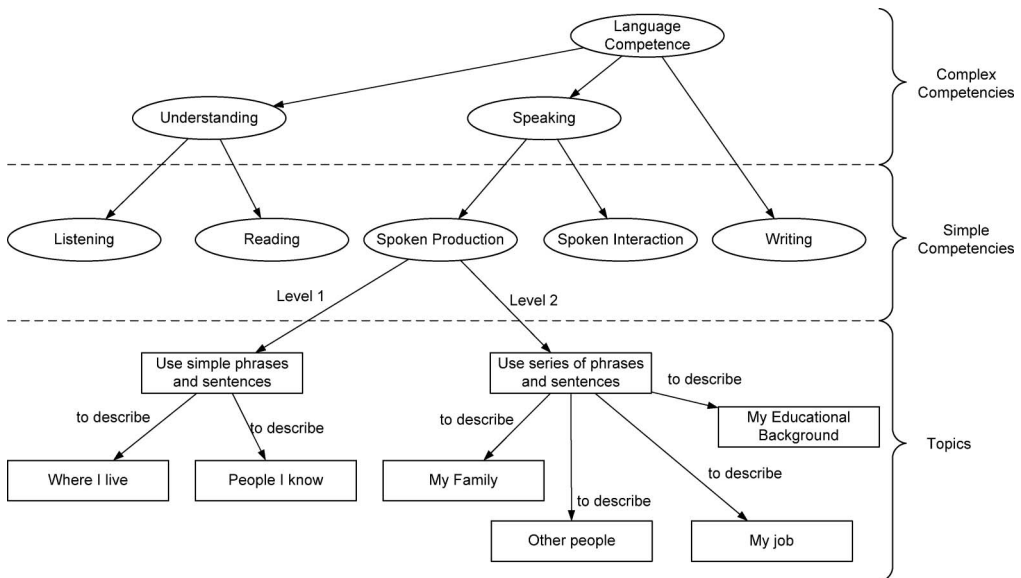 Language
Competence
Complex
Competencies
Understanding
Speaking
Listening
Reading
Spoken Production
Spoken Interaction
Writing
Simple
Competencies
Level 1
Level 2
Use simple phrases
and sentences
Use series of phrases
and sentences
to describe
to describe
to describe
to describe
My Educational
Background
Topics
Where I live
People I know
My Family
to describe
to describe
Other people
My job